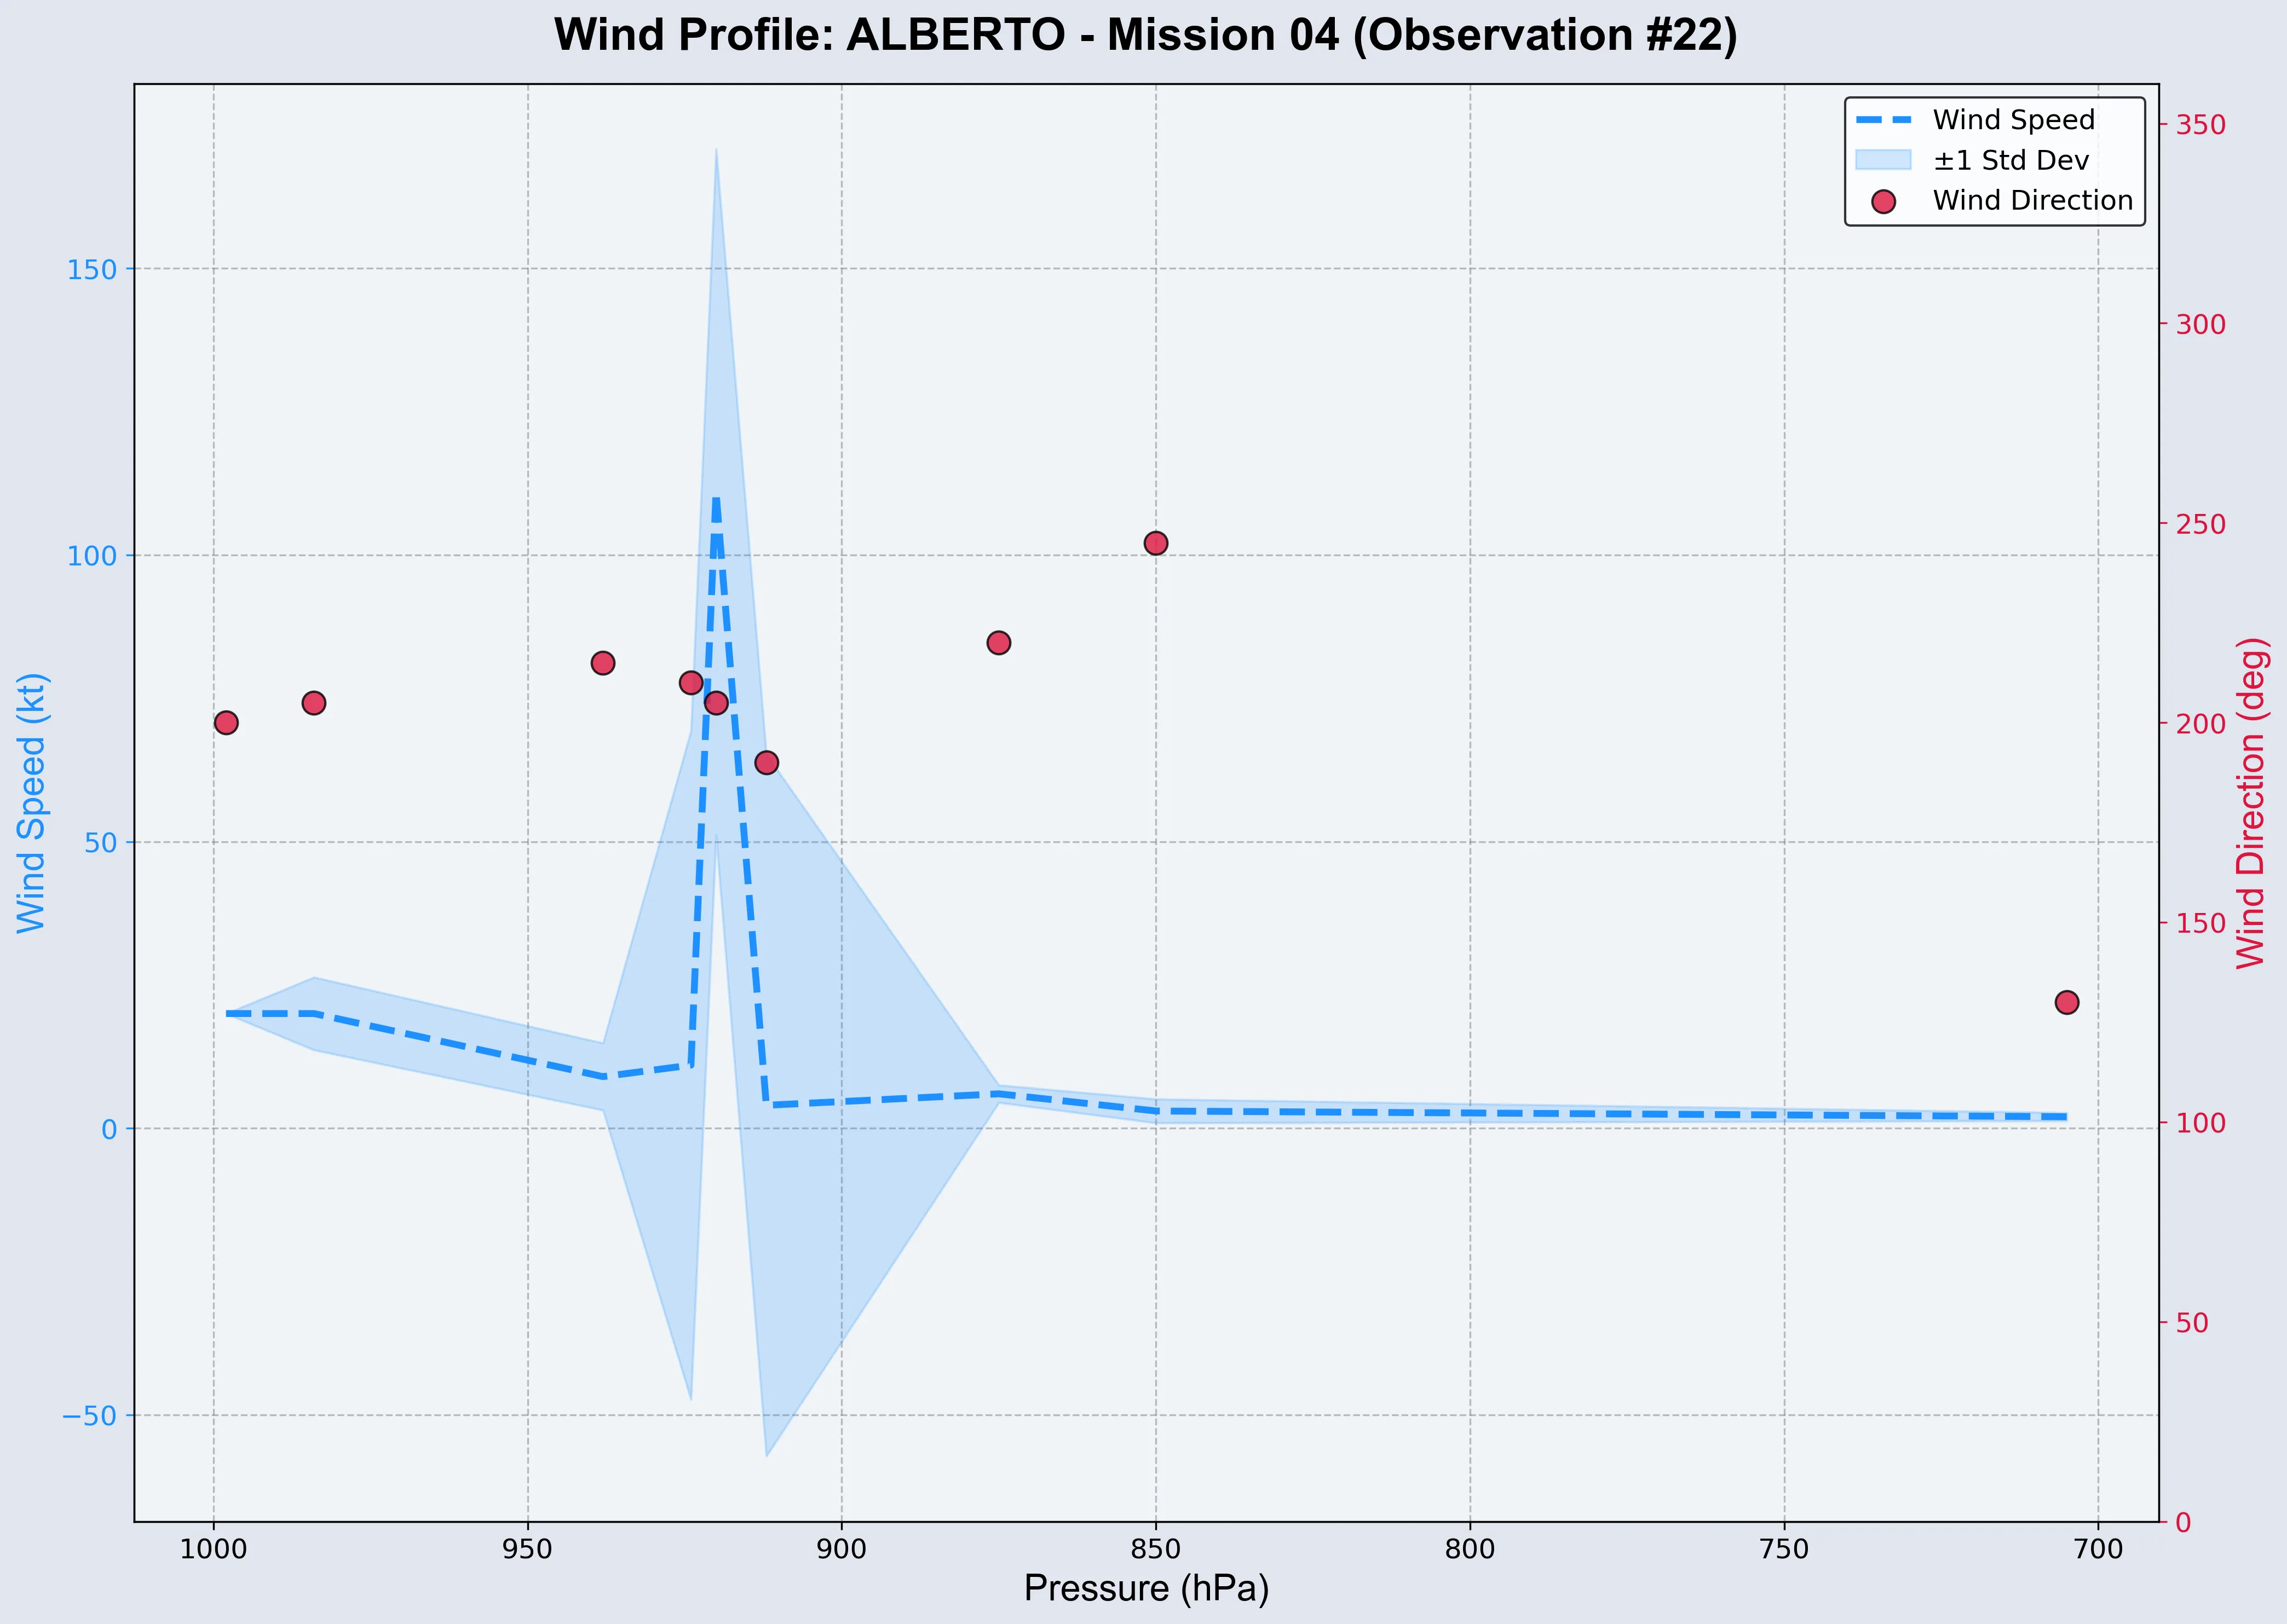 Wind Profile: ALBERTO - Mission 04 (Observation #22)
Wind Speed
±1 Std Dev
Wind Direction
Wind Speed (kt)
150
100
50
0
−50
350
300
250
200
150
100
50
0
Wind Direction (deg)
1000 950 900 850 800 750 700
Pressure (hPa)